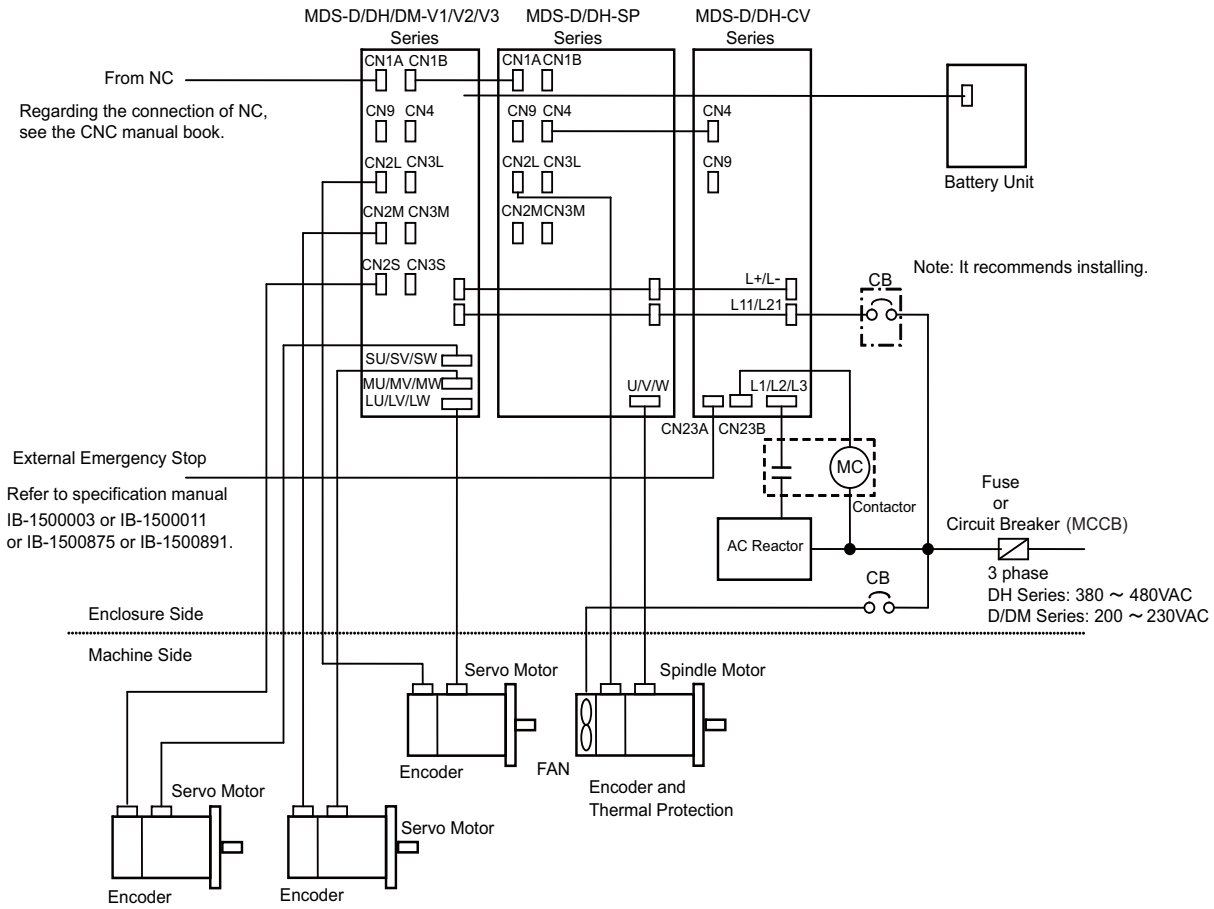 MDS-D/DH/DM-V1/V2/V3
Series
MDS-D/DH-SP
Series
MDS-D/DH-CV
Series
CN1A CN1B
CN1A CN1B
From NC
Regarding the connection of NC,
see the CNC manual book.
CN9 CN4
CN9 CN4
CN4
CN2L CN3L
CN2L CN3L
CN9
Battery Unit
CN2M CN3M
CN2M CN3M
CN2S CN3S
L+/L-
L11/L21
CB
Note: It recommends installing.
SU/SV/SW
MU/MV/MW
LU/LV/LW
U/V/W
L1/L2/L3
CN23A CN23B
External Emergency Stop
Refer to specification manual
IB-1500003 or IB-1500011
or IB-1500875 or IB-1500891.
MC
Contactor
AC Reactor
Fuse
or
Circuit Breaker (MCCB)
3 phase
DH Series: 380 ～ 480VAC
D/DM Series: 200 ～ 230VAC
CB
Enclosure Side
Machine Side
Servo Motor
Spindle Motor
Encoder
FAN
Encoder and
Thermal Protection
Servo Motor
Servo Motor
Encoder
Encoder